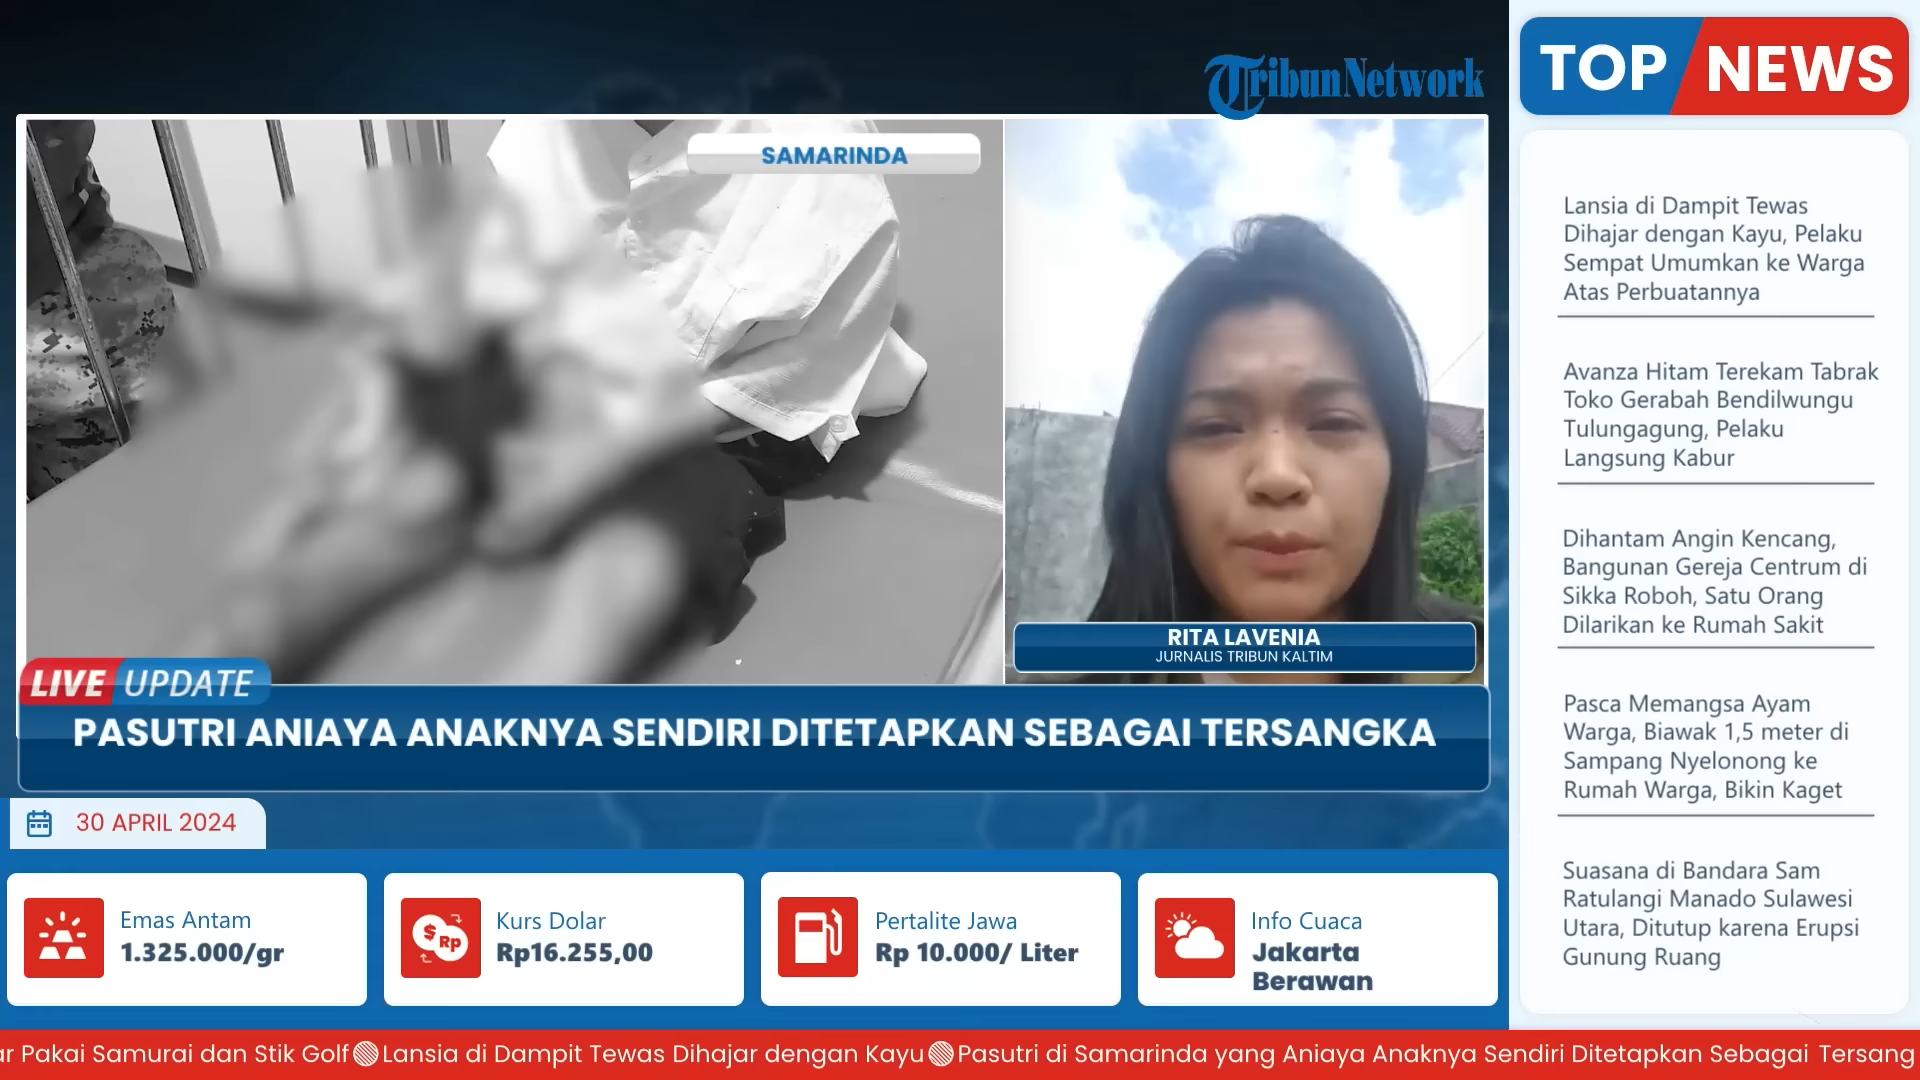 TribunNetwork
TOP NEWS
SAMARINDA
RITA LAVENIA
JURNALIS TRIBUN KALTIM
LIVE UPDATE
PASUTRI ANIAYA ANAKNYA SENDIRI DITETAPKAN SEBAGAI TERSANGKA
30 APRIL 2024
Emas Antam
1.325.000/gr
$ Rp
Kurs Dolar
Rp16.255,00
Pertalite Jawa
Rp 10.000/ Liter
Info Cuaca
Jakarta
Berawan
Lansia di Dampit Tewas
Dihajar dengan Kayu, Pelaku
Sempat Umumkan ke Warga
Atas Perbuatannya
Avanza Hitam Terekam Tabrak
Toko Gerabah Bendilwungu
Tulungagung, Pelaku
Langsung Kabur
Dihantam Angin Kencang,
Bangunan Gereja Centrum di
Sikka Roboh, Satu Orang
Dilarikan ke Rumah Sakit
Pasca Memangsa Ayam
Warga, Biawak 1,5 meter di
Sampang Nyelonong ke
Rumah Warga, Bikin Kaget
Suasana di Bandara Sam
Ratulangi Manado Sulawesi
Utara, Ditutup karena Erupsi
Gunung Ruang
ar Pakai Samurai dan Stik Golf Lansia di Dampit Tewas Dihajar dengan Kayu Pasutri di Samarinda yang Aniaya Anaknya Sendiri Ditetapkan Sebagai Tersang